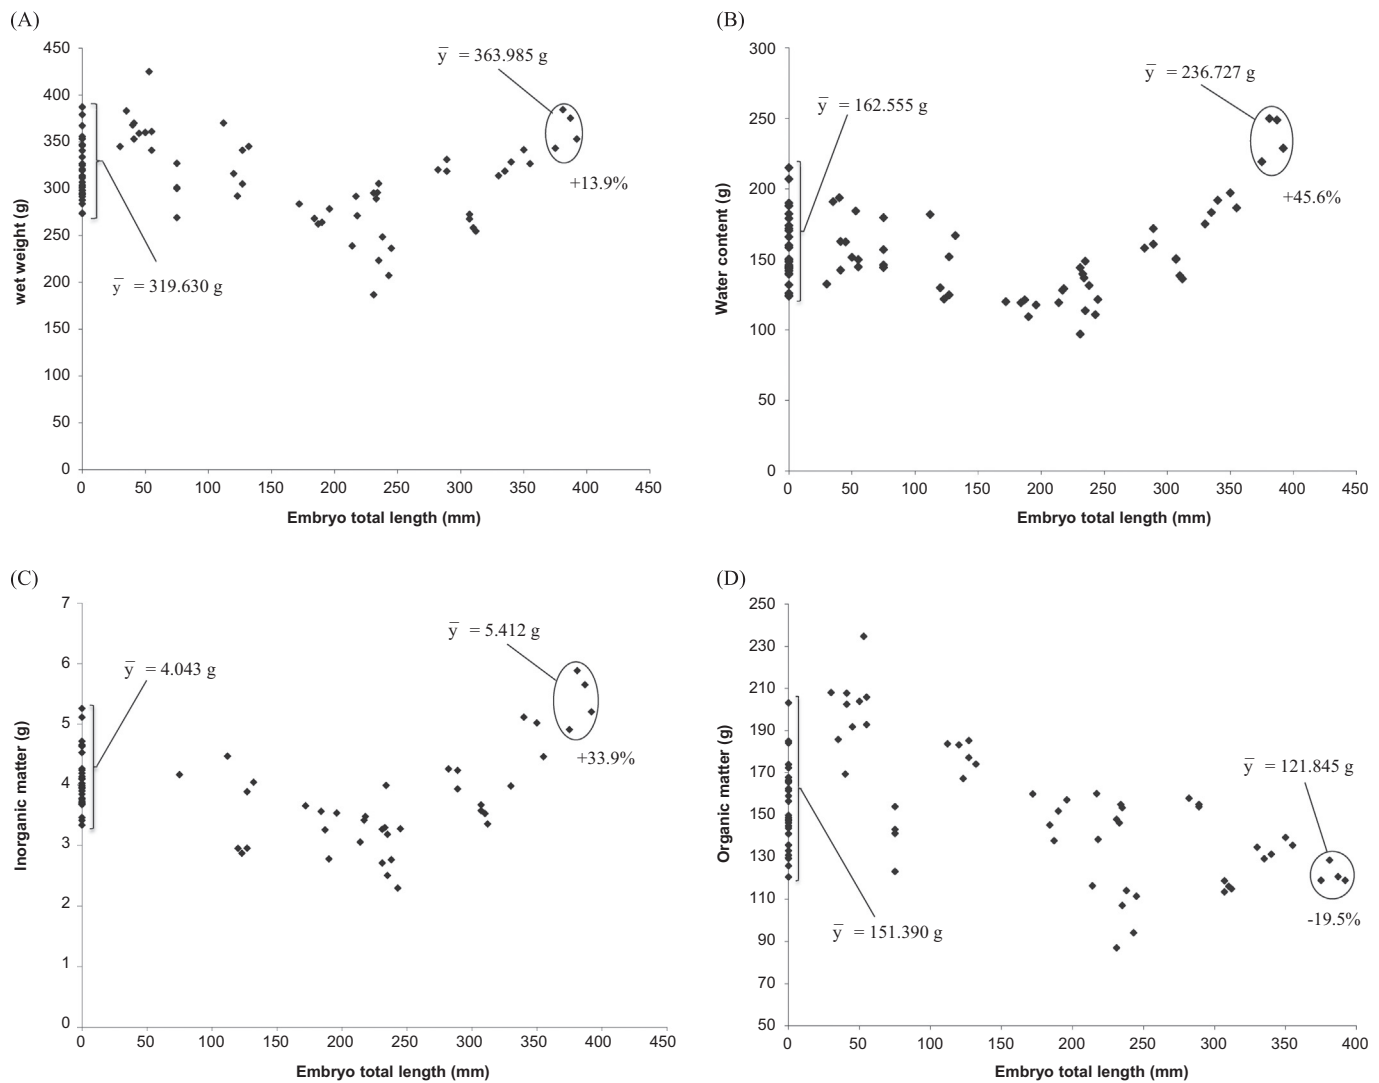 (A)
450
400
350
300
250
200
150
100
50
0
wet weight (g)
0 50 100 150 200 250 300 350 400 450
Embryo total length (mm)
y̅ = 363.985 g
+13.9%
y̅ = 319.630 g
(B)
300
250
200
150
100
50
0
Water content (g)
0 50 100 150 200 250 300 350 400 450
Embryo total length (mm)
y̅ = 236.727 g
y̅ = 162.555 g
+45.6%
(C)
7
6
5
4
3
2
1
0
Inorganic matter (g)
0 50 100 150 200 250 300 350 400 450
Embryo total length (mm)
y̅ = 5.412 g
y̅ = 4.043 g
+33.9%
(D)
250
230
210
190
170
150
130
110
90
70
50
Organic matter (g)
0 50 100 150 200 250 300 350 400
Embryo total length (mm)
y̅ = 121.845 g
-19.5%
y̅ = 151.390 g